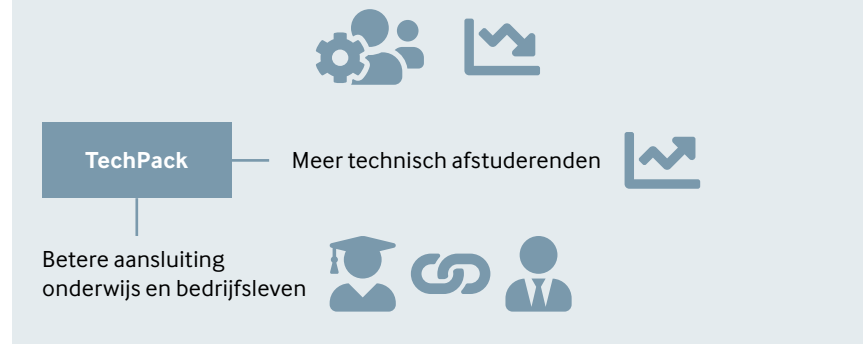 TechPack
Meer technisch afstuderenden
Betere aansluiting
onderwijs en bedrijfsleven